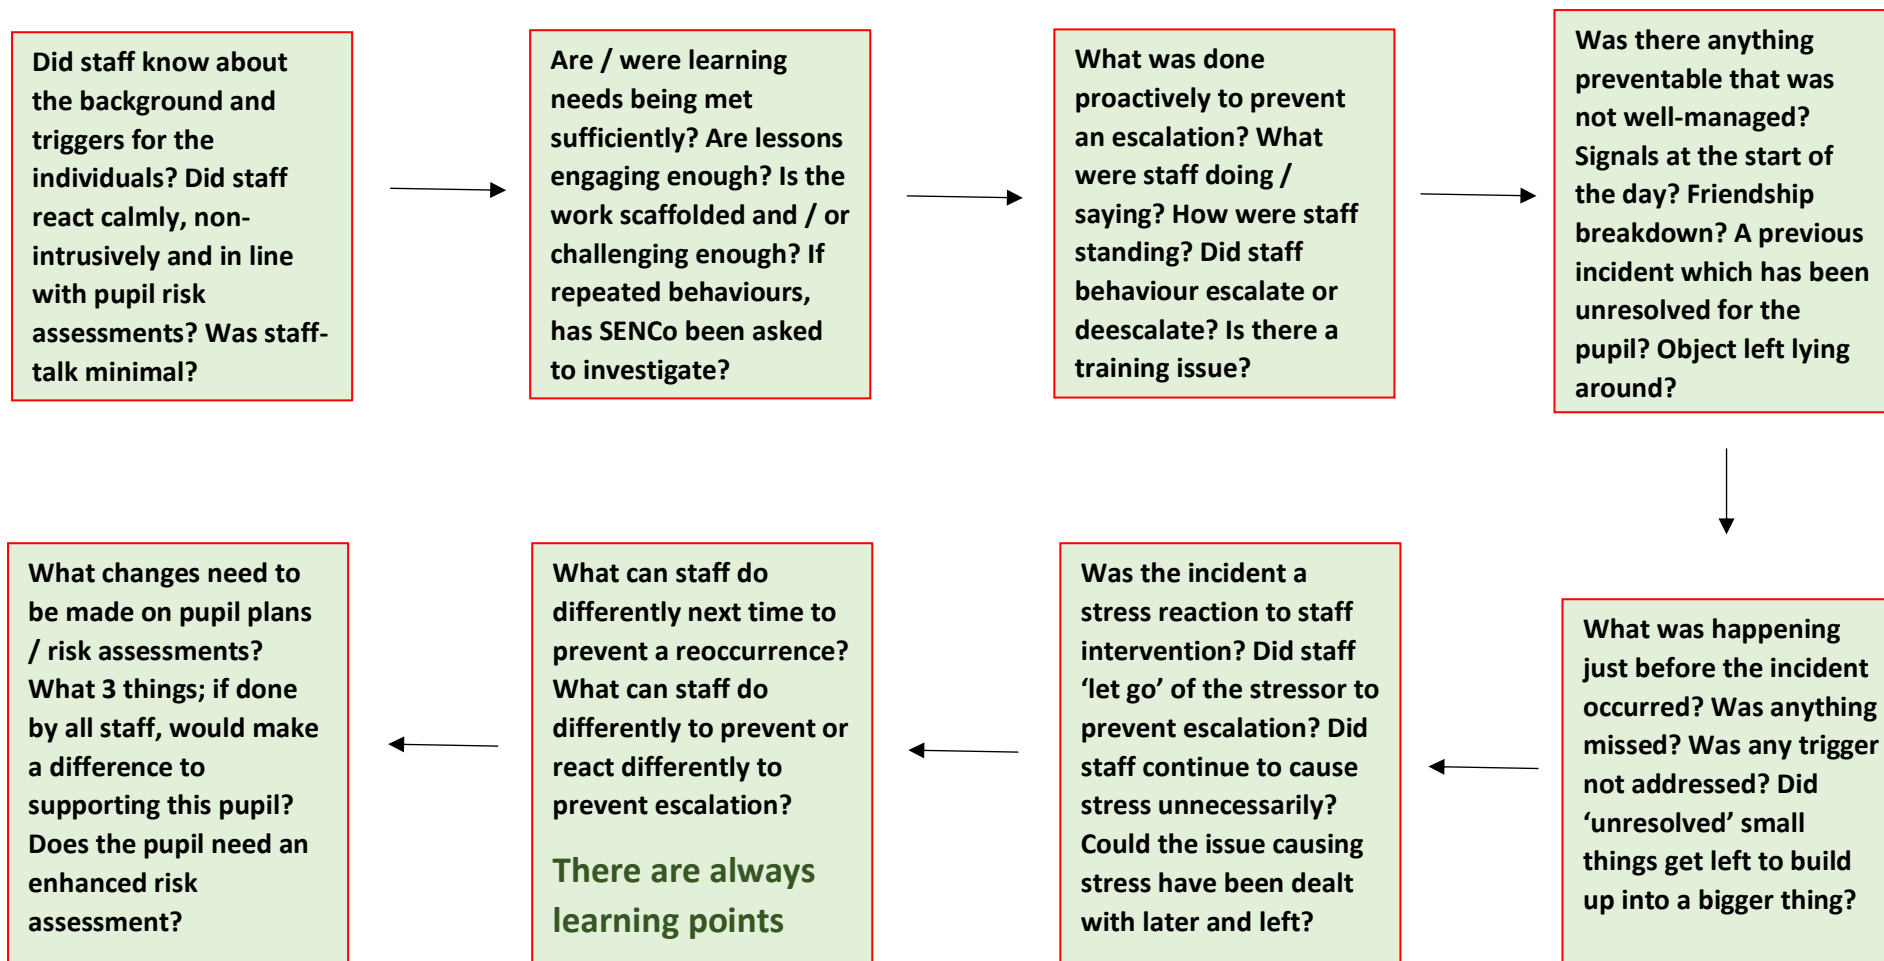 Did staff know about
the background and
triggers for the
individuals? Did staff
react calmly, non-
intrusively and in line
with pupil risk
assessments? Was staff-
talk minimal?
Are / were learning
needs being met
sufficiently? Are lessons
engaging enough? Is the
work scaffolded and / or
challenging enough? If
repeated behaviours,
has SENCo been asked
to investigate?
What was done
proactively to prevent
an escalation? What
were staff doing /
saying? How were staff
standing? Did staff
behaviour escalate or
deescalate? Is there a
training issue?
Was there anything
preventable that was
not well-managed?
Signals at the start of
the day? Friendship
breakdown? A previous
incident which has been
unresolved for the
pupil? Object left lying
around?
What was happening
just before the incident
occurred? Was anything
missed? Was any trigger
not addressed? Did
‘unresolved’ small
things get left to build
up into a bigger thing?
Was the incident a
stress reaction to staff
intervention? Did staff
‘let go’ of the stressor to
prevent escalation? Did
staff continue to cause
stress unnecessarily?
Could the issue causing
stress have been dealt
with later and left?
What can staff do
differently next time to
prevent a reoccurrence?
What can staff do
differently to prevent or
react differently to
prevent escalation?
There are always
learning points
What changes need to
be made on pupil plans
/ risk assessments?
What 3 things; if done
by all staff, would make
a difference to
supporting this pupil?
Does the pupil need an
enhanced risk
assessment?